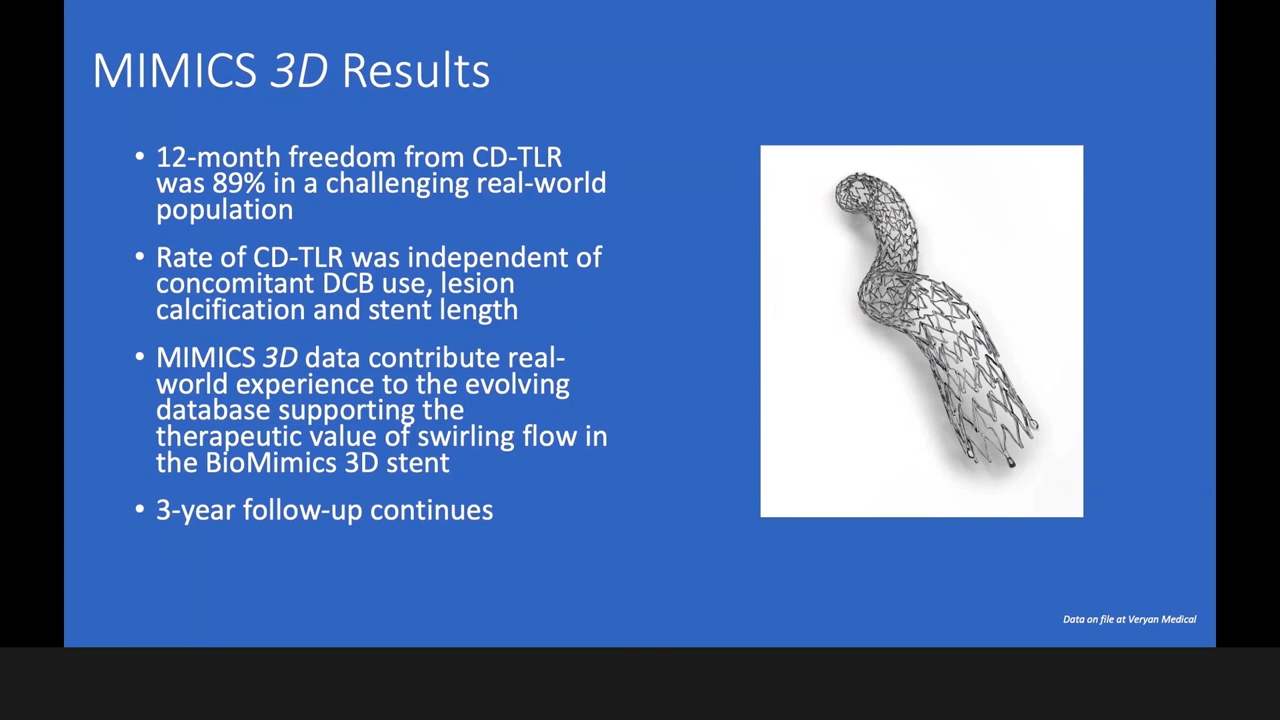 MIMICS 3D Results
• 12-month freedom from CD-TLR
was 89% in a challenging real-world
population
• Rate of CD-TLR was independent of
concomitant DCB use, lesion
calcification and stent length
• MIMICS 3D data contribute real-
world experience to the evolving
database supporting the
therapeutic value of swirling flow in
the BioMimics 3D stent
• 3-year follow-up continues
Data on file at Veryan Medical